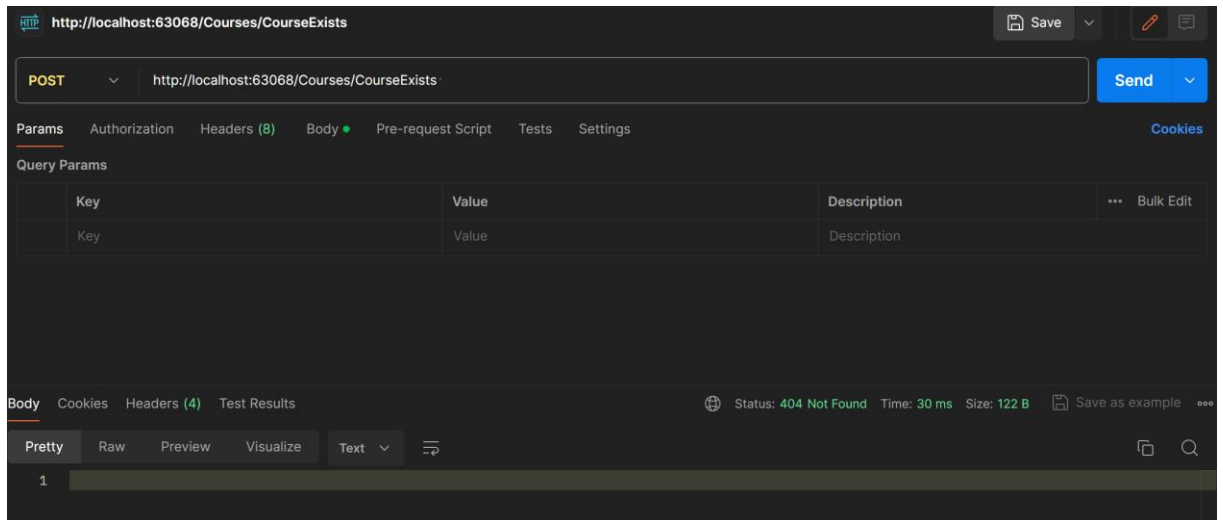 HTTP http://localhost:63068/Courses/CourseExists Save
POST http://localhost:63068/Courses/CourseExists Send
Params Authorization Headers (8) Body Pre-request Script Tests Settings Cookies
Query Params
Key Value Description Bulk Edit
Key Value Description
Body Cookies Headers (4) Test Results Status: 404 Not Found Time: 30 ms Size: 122 B Save as example
Pretty Raw Preview Visualize Text
1